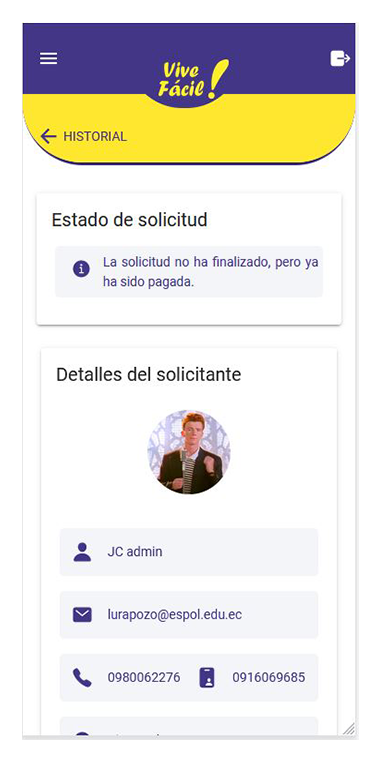 Vive
Fácil!
HISTORIAL
Estado de solicitud
La solicitud no ha finalizado, pero ya
ha sido pagada.
Detalles del solicitante
JC admin
lurapozo@espol.edu.ec
0980062276 0916069685